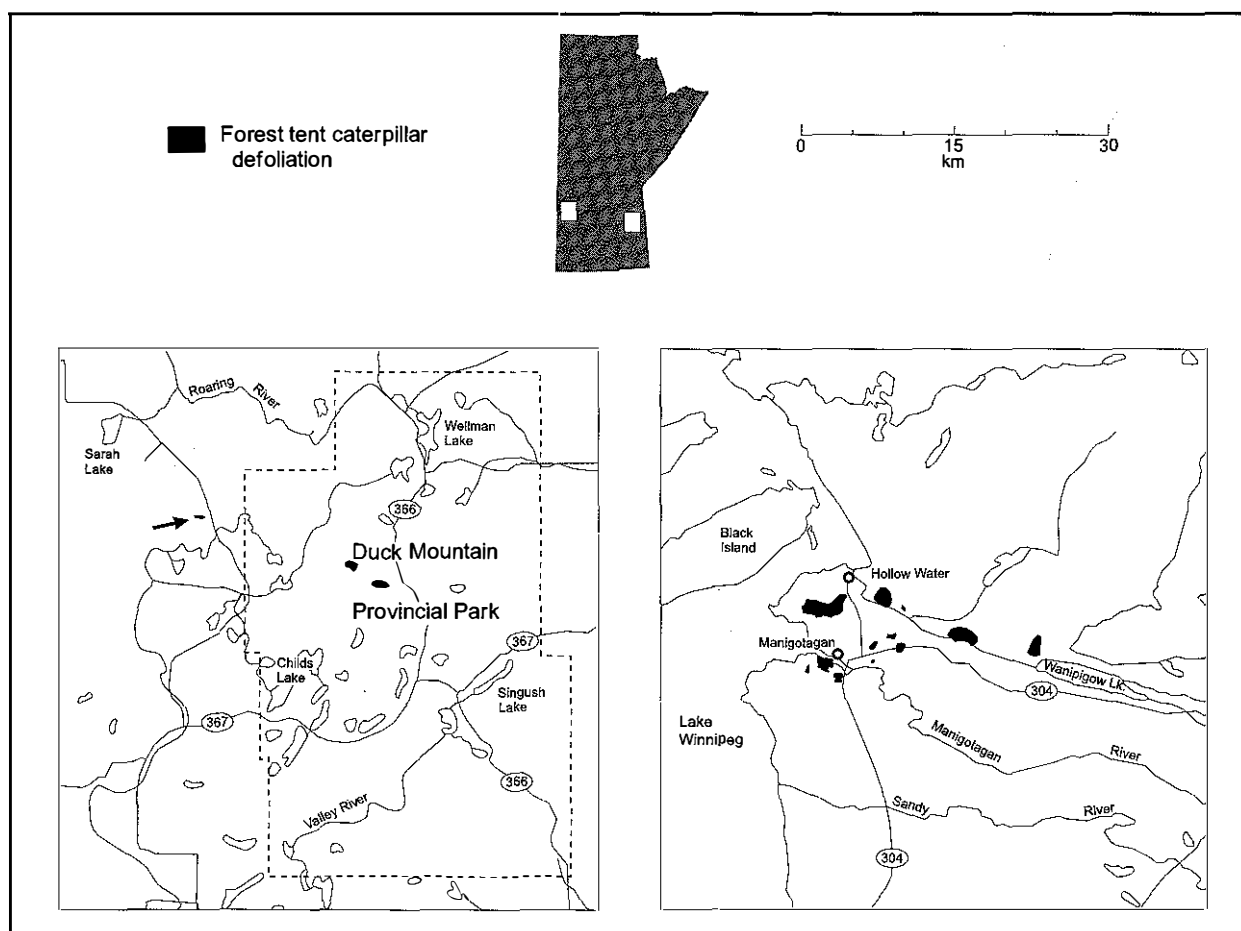 Forest tent caterpillar
defoliation
0 15 30
km
Roaring
River
Sarah
Lake
Wellman
Lake
366
Duck Mountain
Provincial Park
Childs
Lake
367
Singush
Lake
367
366
Valley River
Black
Island
Hollow Water
Manigotagan
Wanipigow Lk.
304
Lake
Winnipeg
Manigotagan
River
Sandy
River
304